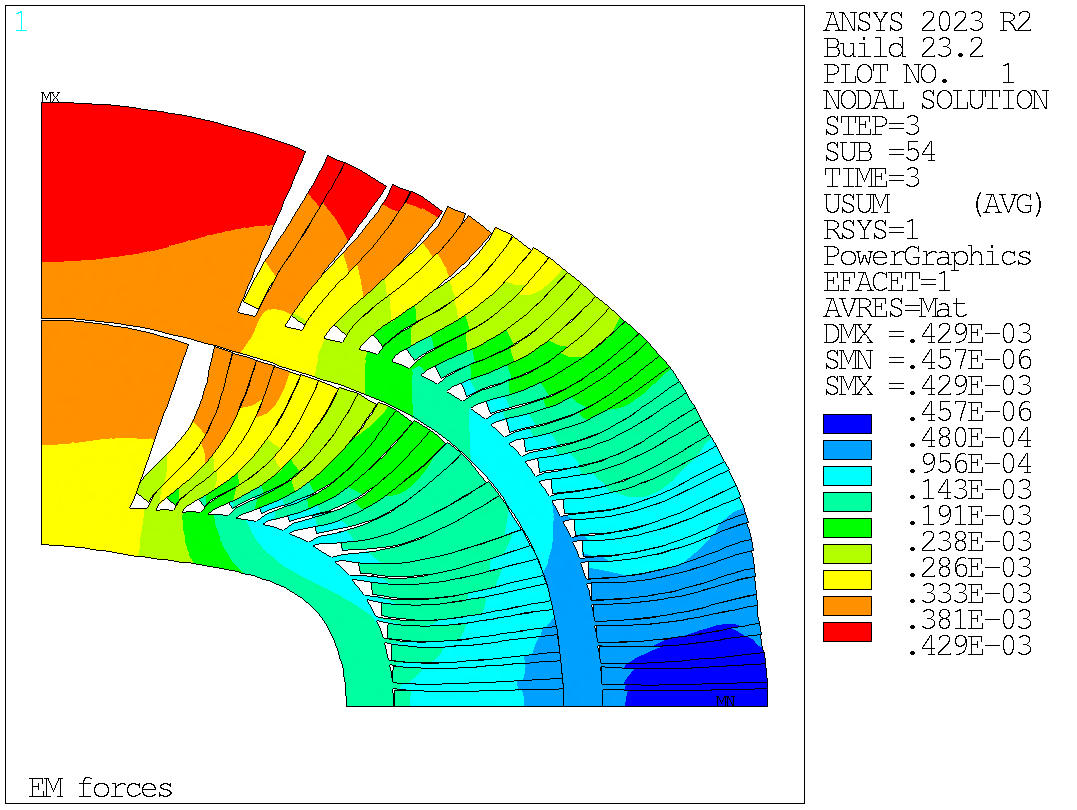 1
MX
MN
EM forces
ANSYS 2023 R2
Build 23.2
PLOT NO.   1
NODAL SOLUTION
STEP=3
SUB =54
TIME=3
USUM     (AVG)
RSYS=1
PowerGraphics
EFACET=1
AVRES=Mat
DMX =.429E-03
SMN =.457E-06
SMX =.429E-03
.457E-06
.480E-04
.956E-04
.143E-03
.191E-03
.238E-03
.286E-03
.333E-03
.381E-03
.429E-03